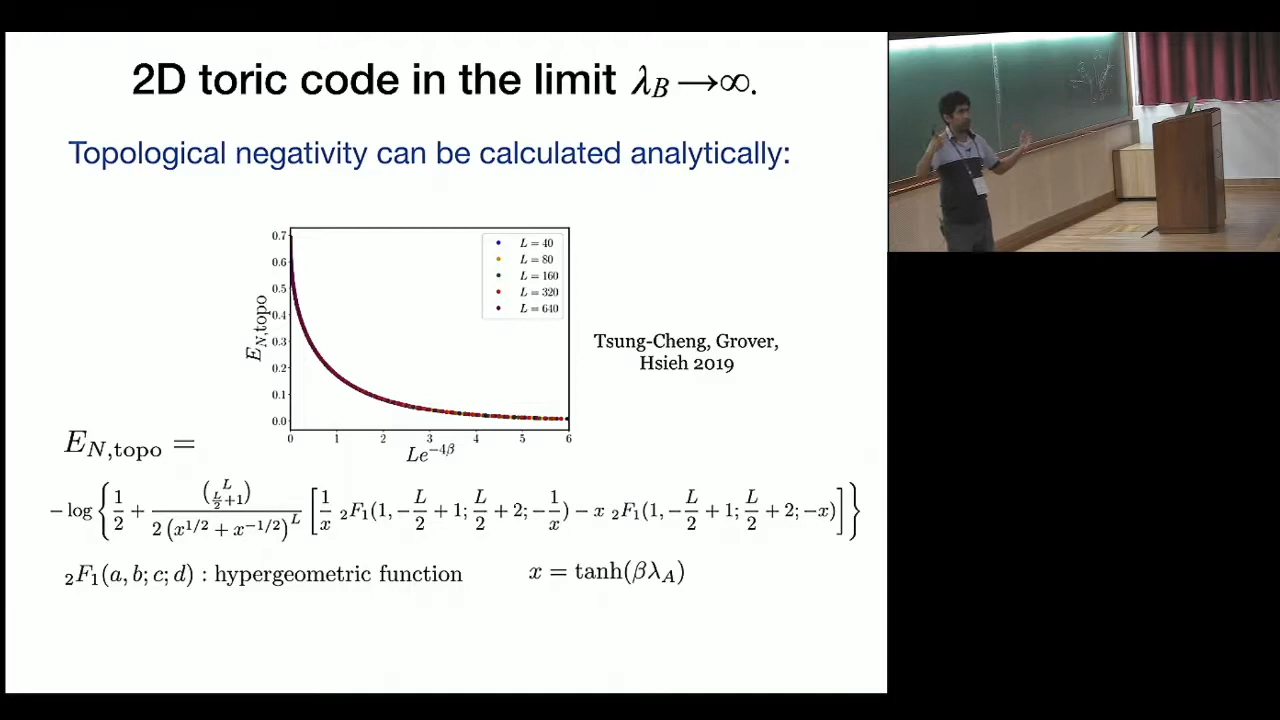 2D toric code in the limit λ_B → ∞.
Topological negativity can be calculated analytically:
0.7
0.6
0.5
0.4
0.3
0.2
0.1
0.0
E_{N,topo}
L = 40
L = 80
L = 160
L = 320
L = 640
0 1 2 3 4 5 6
Le^{-4β}
Tsung-Cheng, Grover,
Hsieh 2019
E_{N,topo} =
− log { 1/2 + \binom{L}{L/2+1} / (2 (x^{1/2} + x^{-1/2})^L) [ 1/x ₂F₁(1, −L/2 + 1; L/2 + 2; −1/x) − x ₂F₁(1, −L/2 + 1; L/2 + 2; −x) ] }
₂F₁(a, b; c; d) : hypergeometric function x = tanh(βλ_A)